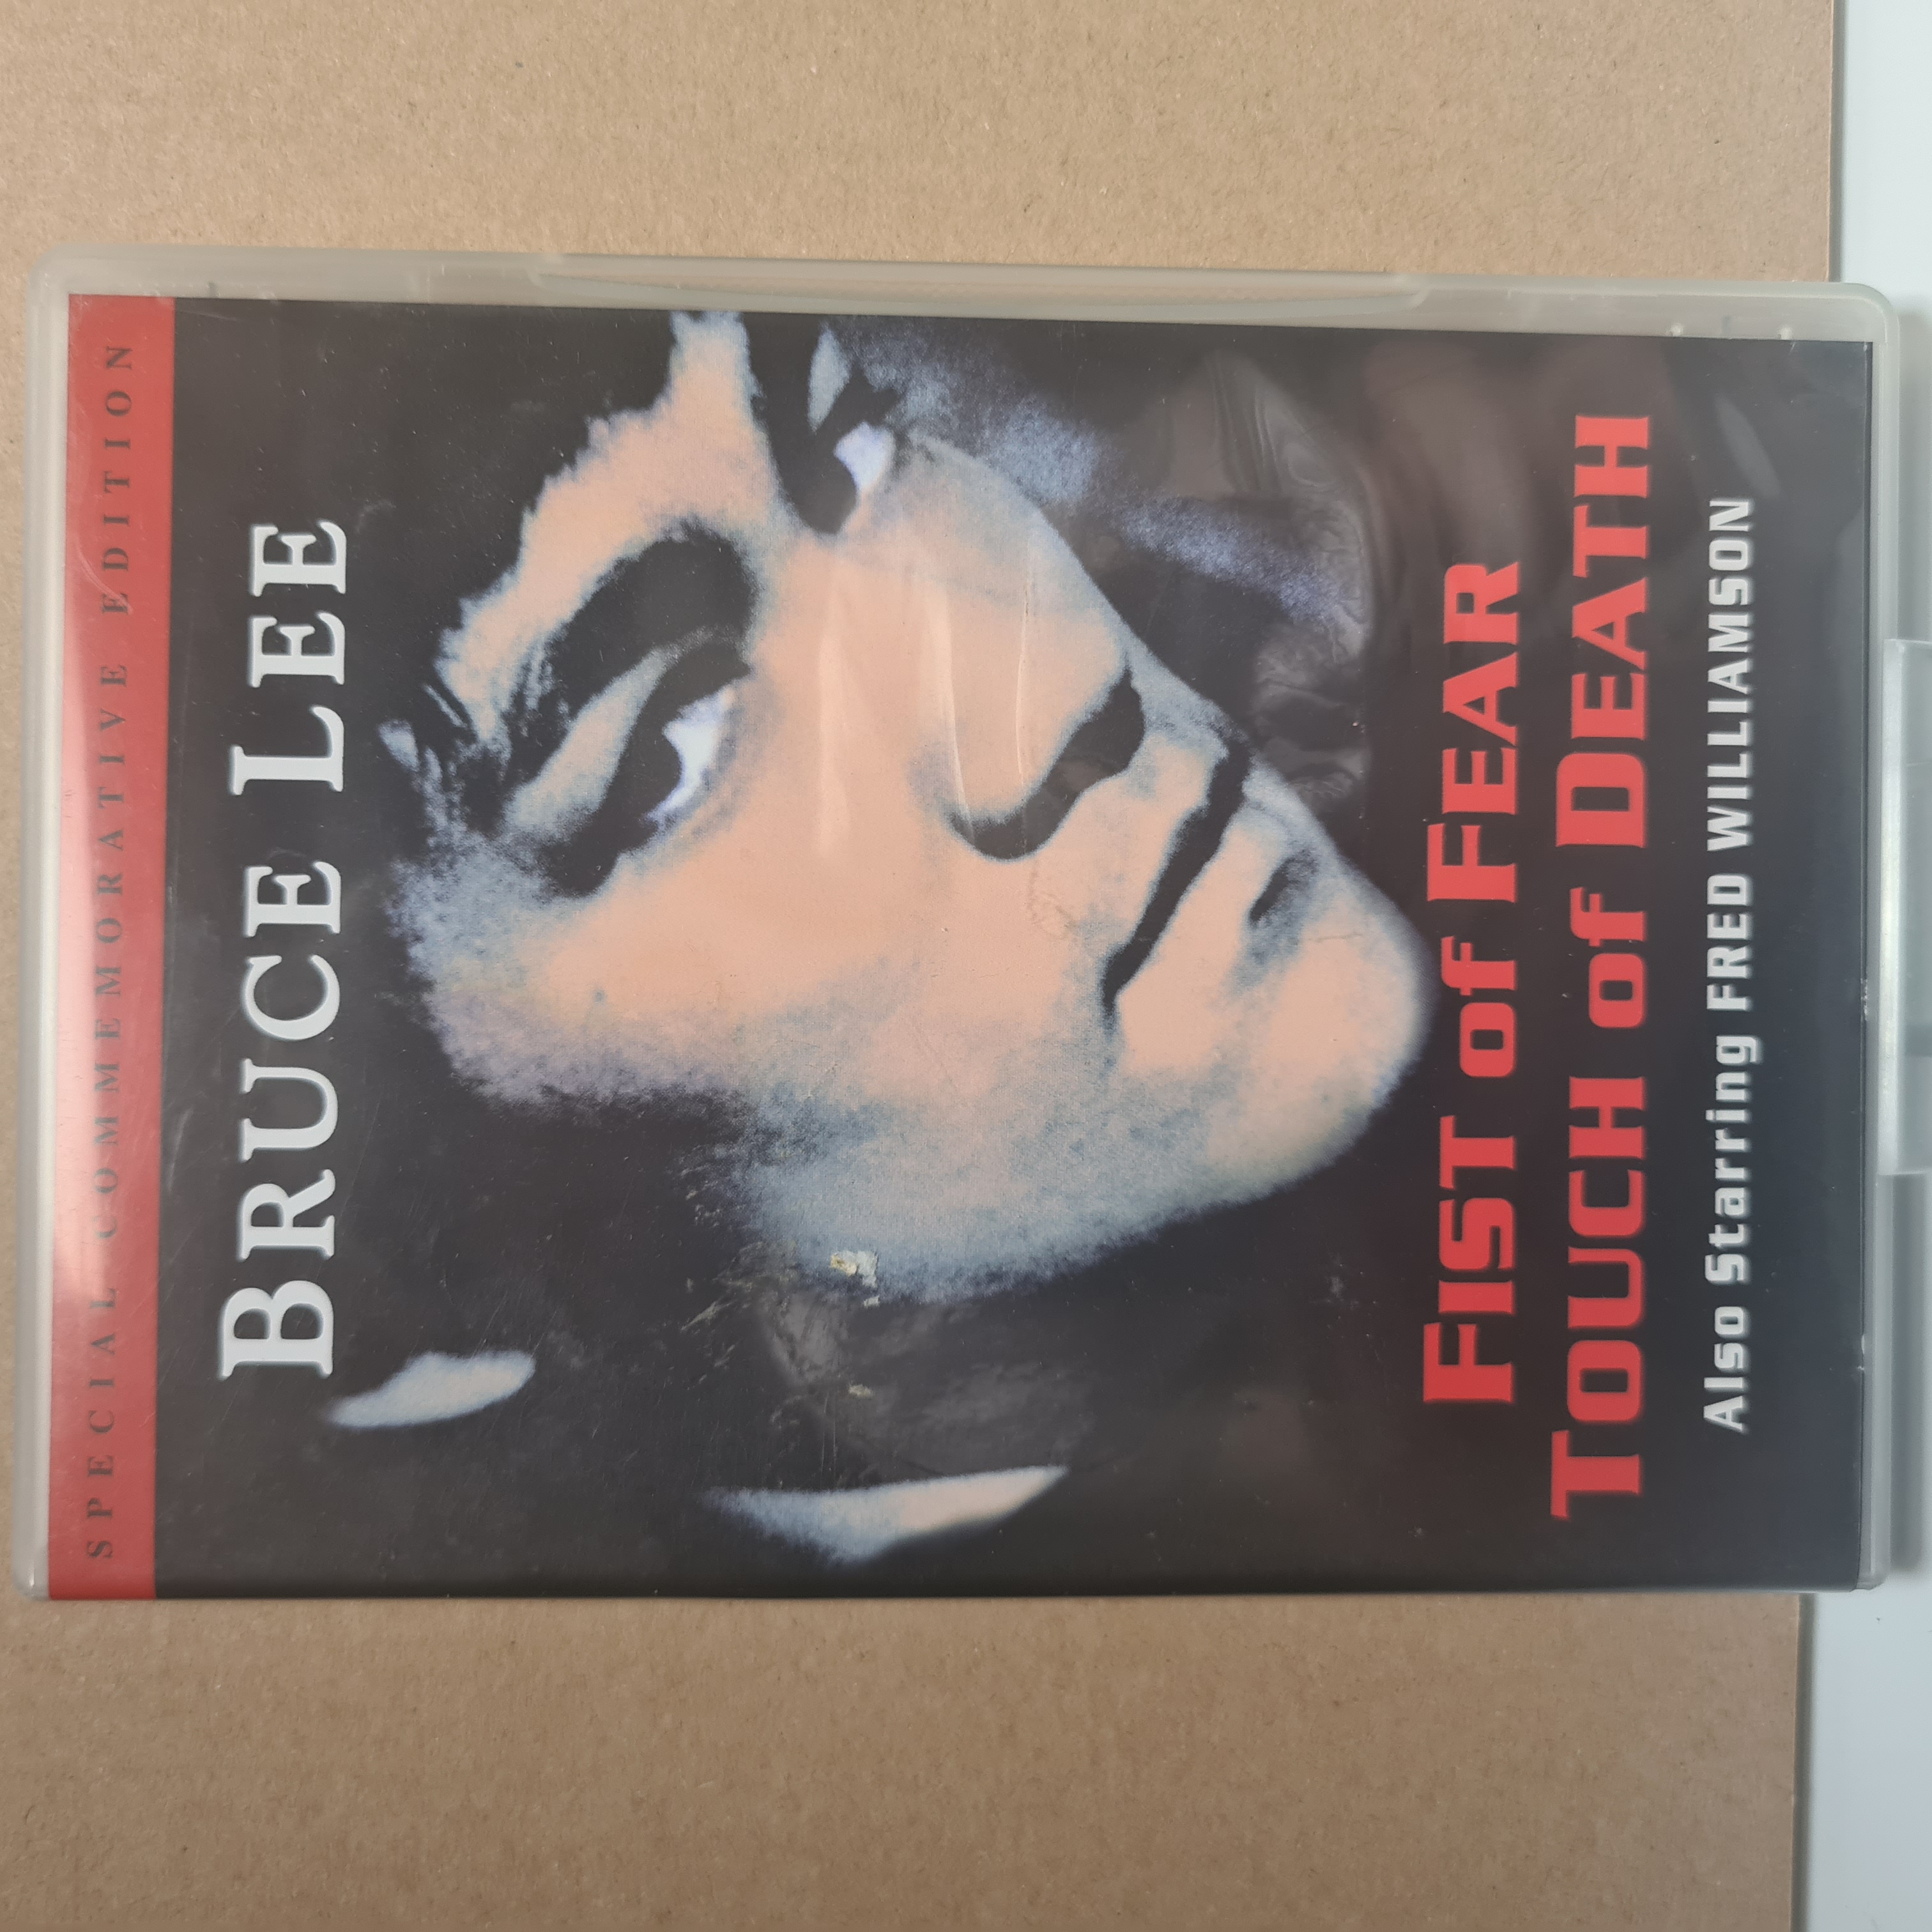 SPECIAL COMMEMORATIVE EDITION
BRUCE LEE
FIST of FEAR
TOUCH of DEATH
Also Starring FRED WILLIAMSON